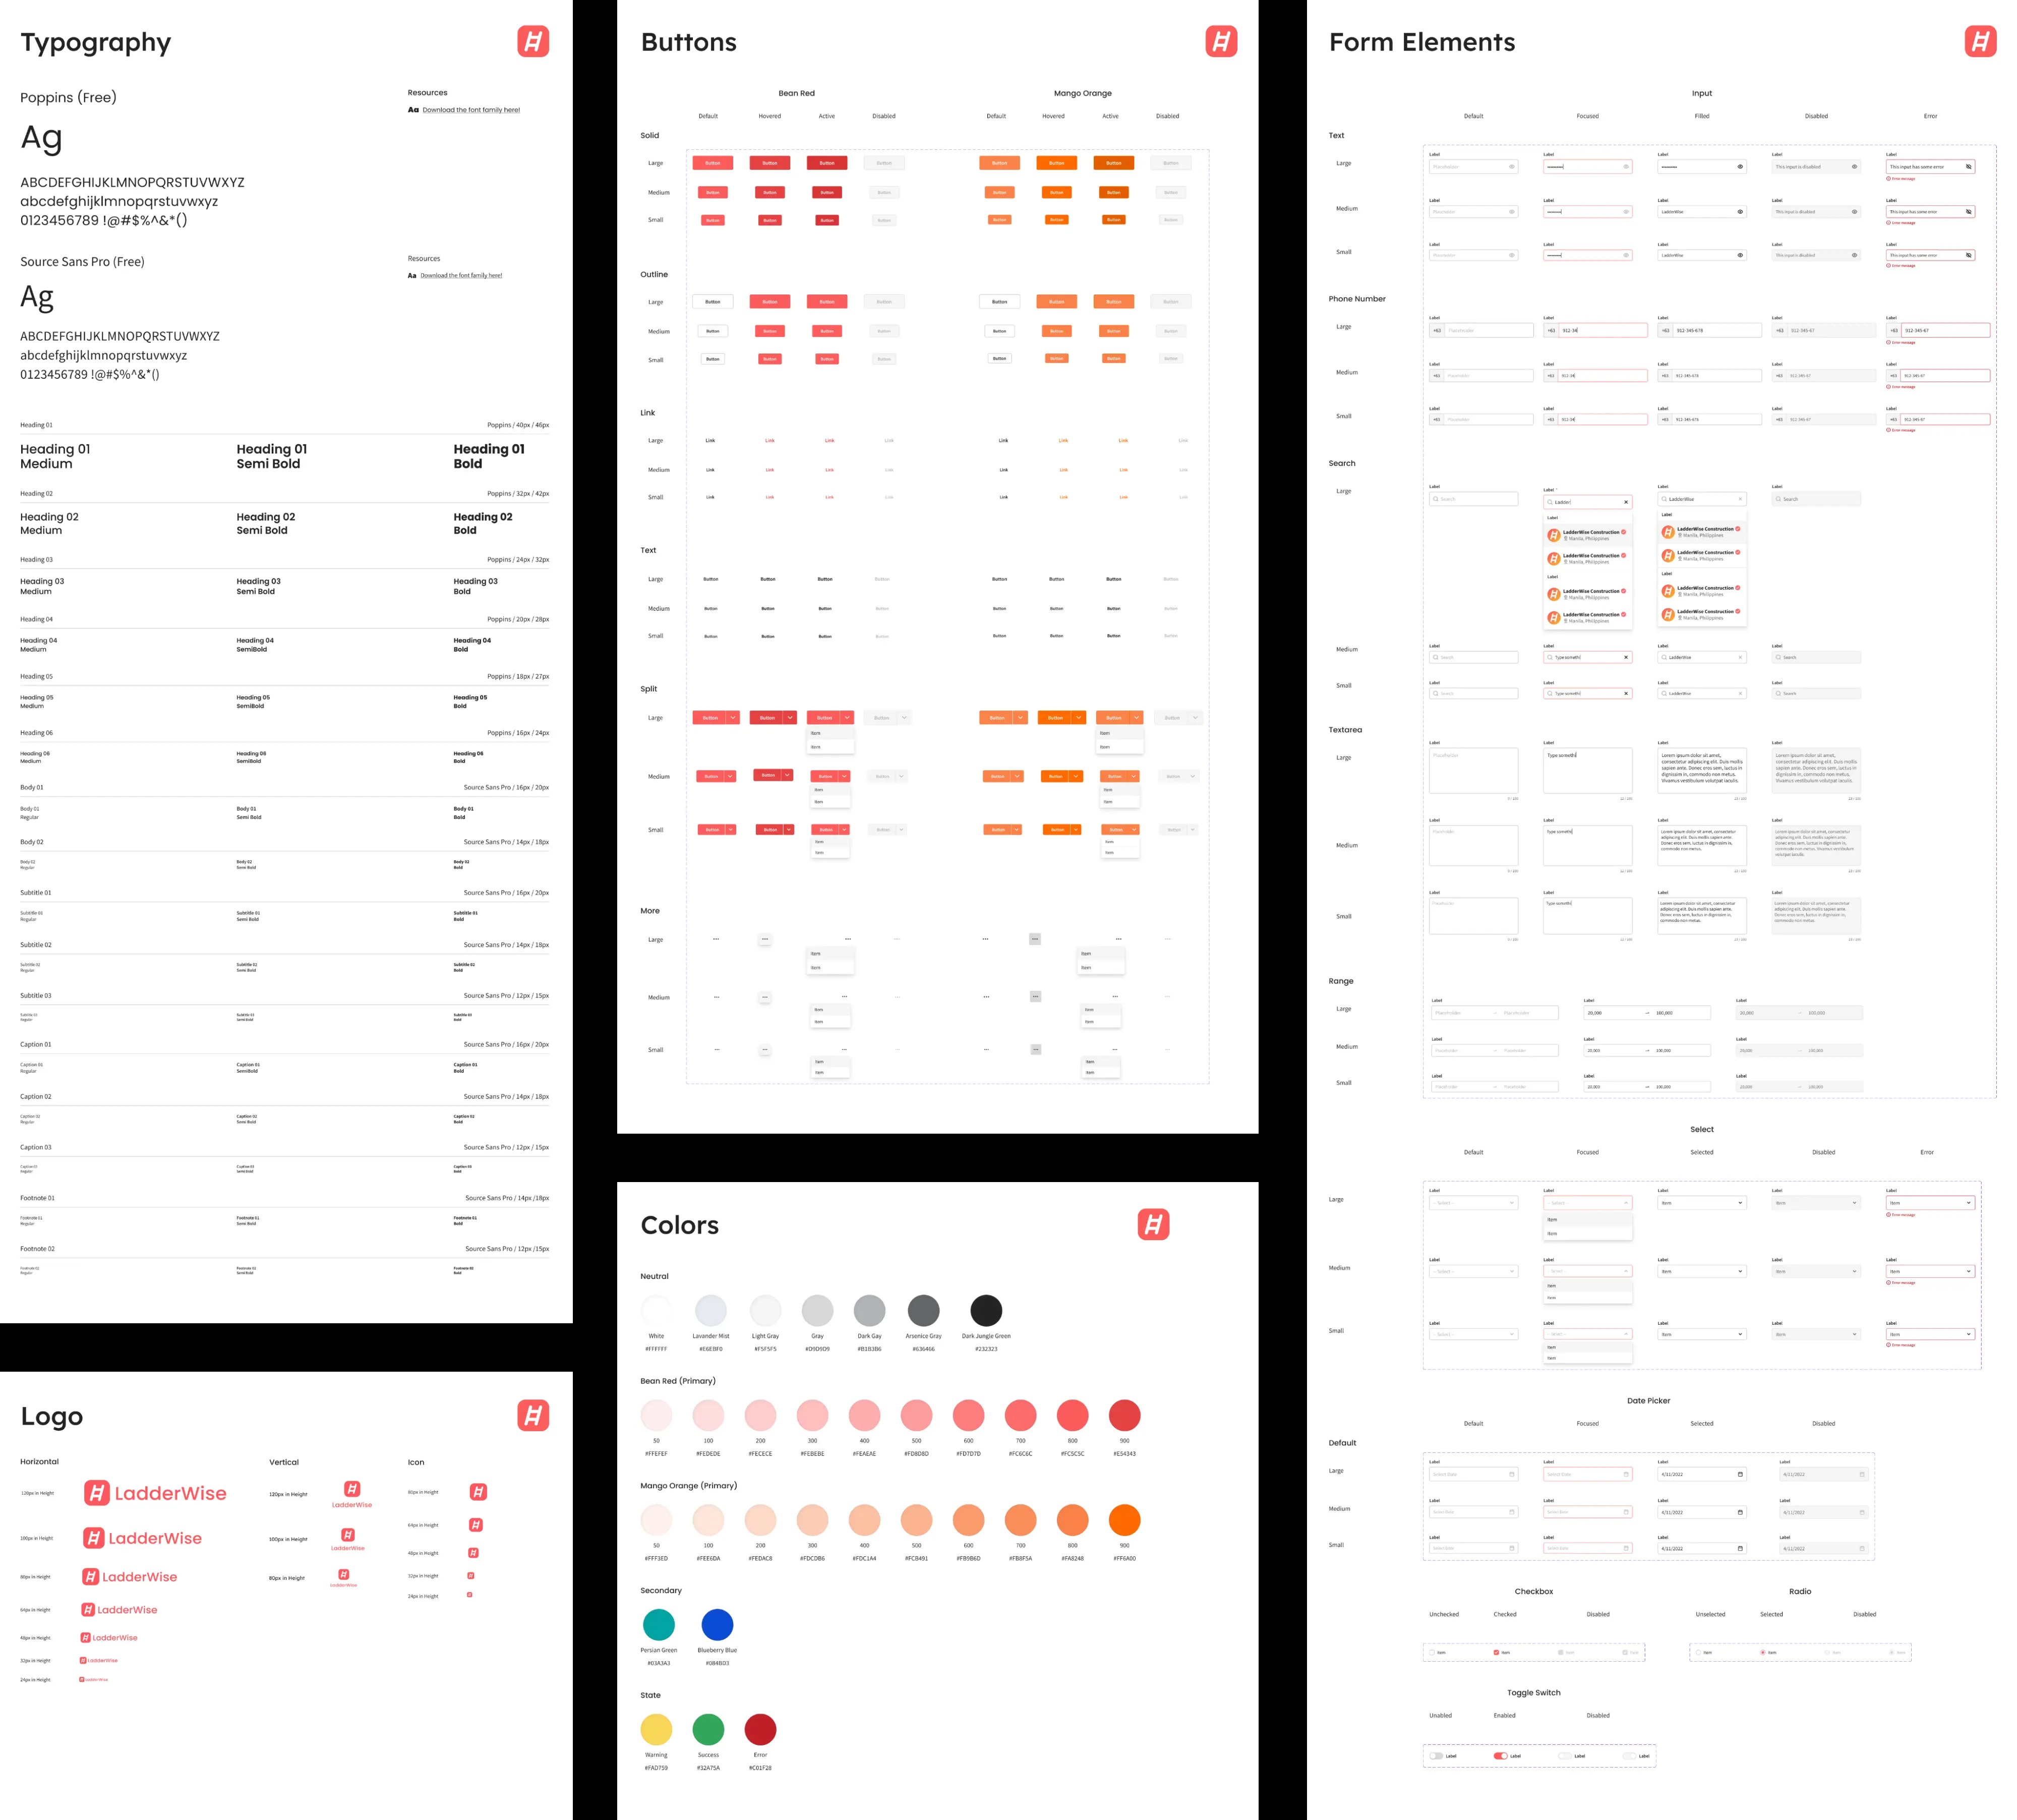 Typography
Poppins (Free)
Resources
Aa Download the font family here!
Ag
ABCDEFGHIJKLMNOPQRSTUVWXYZ
abcdefghijklmnopqrstuvwxyz
0123456789 !@#$%^&*()
Source Sans Pro (Free)
Resources
Aa Download the font family here!
Ag
ABCDEFGHIJKLMNOPQRSTUVWXYZ
abcdefghijklmnopqrstuvwxyz
0123456789 !@#$%^&*()
Heading 01 Poppins / 40px / 46px
Heading 01 Heading 01 Heading 01
Medium Semi Bold Bold
Heading 02 Poppins / 32px / 42px
Heading 02 Heading 02 Heading 02
Medium Semi Bold Bold
Heading 03 Poppins / 24px / 32px
Heading 03 Heading 03 Heading 03
Medium Semi Bold Bold
Heading 04 Poppins / 20px / 28px
Heading 04 Heading 04 Heading 04
Medium SemiBold Bold
Heading 05 Poppins / 18px / 27px
Heading 05 Heading 05 Heading 05
Medium SemiBold Bold
Heading 06 Poppins / 16px / 24px
Heading 06 Heading 06 Heading 06
Medium SemiBold Bold
Body 01 Source Sans Pro / 16px / 20px
Body 01 Body 01 Body 01
Regular Semi Bold Bold
Body 02 Source Sans Pro / 14px / 18px
Body 02 Body 02 Body 02
Regular Semi Bold Bold
Subtitle 01 Source Sans Pro / 16px / 20px
Subtitle 01 Subtitle 01 Subtitle 01
Regular Semi Bold Bold
Subtitle 02 Source Sans Pro / 14px / 18px
Subtitle 02 Subtitle 02 Subtitle 02
Regular Semi Bold Bold
Subtitle 03 Source Sans Pro / 12px / 15px
Subtitle 03 Subtitle 03 Subtitle 03
Regular Semi Bold Bold
Caption 01 Source Sans Pro / 16px / 20px
Caption 01 Caption 01 Caption 01
Regular SemiBold Bold
Caption 02 Source Sans Pro / 14px / 18px
Caption 02 Caption 02 Caption 02
Regular Semi Bold Bold
Caption 03 Source Sans Pro / 12px / 15px
Caption 03 Caption 03 Caption 03
Regular Semi Bold Bold
Footnote 01 Source Sans Pro / 14px /18px
Footnote 01 Footnote 01 Footnote 01
Regular Semi Bold Bold
Footnote 02 Source Sans Pro / 12px /15px
Footnote 02 Footnote 02 Footnote 02
Regular Semi Bold Bold
Logo
Horizontal Vertical Icon
120px in Height LadderWise 120px in Height LadderWise 80px in Height
100px in Height LadderWise 100px in Height LadderWise 64px in Height
80px in Height LadderWise 80px in Height LadderWise 48px in Height
64px in Height LadderWise 32px in Height
48px in Height LadderWise 24px in Height
32px in Height LadderWise
24px in Height LadderWise
Buttons
Bean Red Mango Orange
Default Hovered Active Disabled Default Hovered Active Disabled
Solid
Large Button Button Button Button Button Button Button Button
Medium Button Button Button Button Button Button Button Button
Small Button Button Button Button Button Button Button Button
Outline
Large Button Button Button Button Button Button Button Button
Medium Button Button Button Button Button Button Button Button
Small Button Button Button Button Button Button Button Button
Link
Large Link Link Link Link Link Link Link Link
Medium Link Link Link Link Link Link Link Link
Small Link Link Link Link Link Link Link Link
Text
Large Button Button Button Button Button Button Button Button
Medium Button Button Button Button Button Button Button Button
Small Button Button Button Button Button Button Button Button
Split
Large Button Button Button Button Button Button Button Button
Item Item
Item Item
Medium Button Button Button Button Button Button Button Button
Item Item
Item Item
Small Button Button Button Button Button Button Button Button
Item Item
Item Item
More
Large
Item Item
Item Item
Medium
Item Item
Item Item
Small
Item Item
Item Item
Colors
Neutral
White Lavander Mist Light Gray Gray Dark Gay Arsenice Gray Dark Jungle Green
#FFFFFF #E6EBF0 #F5F5F5 #D9D9D9 #B1B3B6 #636466 #232323
Bean Red (Primary)
50 100 200 300 400 500 600 700 800 900
#FFEFEF #FEDEDE #FECECE #FEBEBE #FEAEAE #FD8D8D #FD7D7D #FC6C6C #FC5C5C #E54343
Mango Orange (Primary)
50 100 200 300 400 500 600 700 800 900
#FFF3ED #FEE6DA #FEDAC8 #FDCDB6 #FDC1A4 #FCB491 #FB9B6D #FB8F5A #FA8248 #FF6A00
Secondary
Persian Green Blueberry Blue
#03A3A3 #084BD3
State
Warning Success Error
#FAD759 #32A75A #C01F28
Form Elements
Input
Default Focused Filled Disabled Error
Text
Label Label Label Label Label
Large Placeholder This input is disabled This input has some error
Error message
Label Label Label Label Label
Medium Placeholder LadderWise This input is disabled This input has some error
Error message
Label Label Label Label Label
Small Placeholder LadderWise This input is disabled This input has some error
Error message
Phone Number
Label Label Label Label Label
Large +63 Placeholder +63 912-34 +63 912-345-678 +63 912-345-67 +63 912-345-67
Error message
Label Label Label Label Label
Medium +63 Placeholder +63 912-34 +63 912-345-678 +63 912-345-67 +63 912-345-67
Error message
Label Label Label Label Label
Small +63 Placeholder +63 912-34 +63 912-345-678 +63 912-345-67 +63 912-345-67
Error message
Search
Label Label * Label Label
Large Search Ladder LadderWise Search
Label Label
LadderWise Construction LadderWise Construction
Manila, Philippines Manila, Philippines
LadderWise Construction LadderWise Construction
Manila, Philippines Manila, Philippines
Label Label
LadderWise Construction LadderWise Construction
Manila, Philippines Manila, Philippines
LadderWise Construction LadderWise Construction
Manila, Philippines Manila, Philippines
Label Label Label Label
Medium Search Type somethi LadderWise Search
Label Label Label Label
Small Search Type somethi LadderWise Search
Textarea
Label Label Label Label
Large Placeholder Type somethi Lorem ipsum dolor sit amet, Lorem ipsum dolor sit amet,
consectetur adipiscing elit. Duis mollis consectetur adipiscing elit. Duis mollis
sapien ante. Donec eros sem, luctus in sapien ante. Donec eros sem, luctus in
dignissim in, commodo non metus. dignissim in, commodo non metus.
Vivamus vestibulum volutpat iaculis. Vivamus vestibulum volutpat iaculis.
Label Label Label Label
Medium Placeholder Type somethi Lorem ipsum dolor sit amet, consectetur Lorem ipsum dolor sit amet, consectetur
adipiscing elit. Duis mollis sapien ante. adipiscing elit. Duis mollis sapien ante.
Donec eros sem, luctus in dignissim in, Donec eros sem, luctus in dignissim in,
commodo non metus. commodo non metus. Vivamus vestibulum
volutpat iaculis.
Label Label Label Label
Small Placeholder Type somethi Lorem ipsum dolor sit amet, consectetur Lorem ipsum dolor sit amet, consectetur
adipiscing elit. Duis mollis sapien ante. adipiscing elit. Duis mollis sapien ante.
Donec eros sem, luctus in dignissim in, Donec eros sem, luctus in dignissim in,
commodo non metus. commodo non metus.
Range
Label Label Label
Large Placeholder → Placeholder 20,000 → 100,000 20,000 → 100,000
Label Label Label
Medium Placeholder → Placeholder 20,000 → 100,000 20,000 → 100,000
Label Label Label
Small Placeholder → Placeholder 20,000 → 100,000 20,000 → 100,000
Select
Default Focused Selected Disabled Error
Label Label Label Label Label
Large - Select - - Select - Item Item Item
Error message
Item
Item
Label Label Label Label Label
Medium - Select - - Select - Item Item Item
Error message
Item
Item
Label Label Label Label Label
Small - Select - - Select - Item Item Item
Error message
Item
Item
Date Picker
Default Focused Selected Disabled
Default
Label Label Label Label
Large Select Date Select Date 4/11/2022 4/11/2022
Label Label Label Label
Medium Select Date Select Date 4/11/2022 4/11/2022
Label Label Label Label
Small Select Date Select Date 4/11/2022 4/11/2022
Checkbox Radio
Unchecked Checked Disabled Unselected Selected Disabled
Item Item Item Item Item Item Item Item
Toggle Switch
Unabled Enabled Disabled
Label Label Label Label